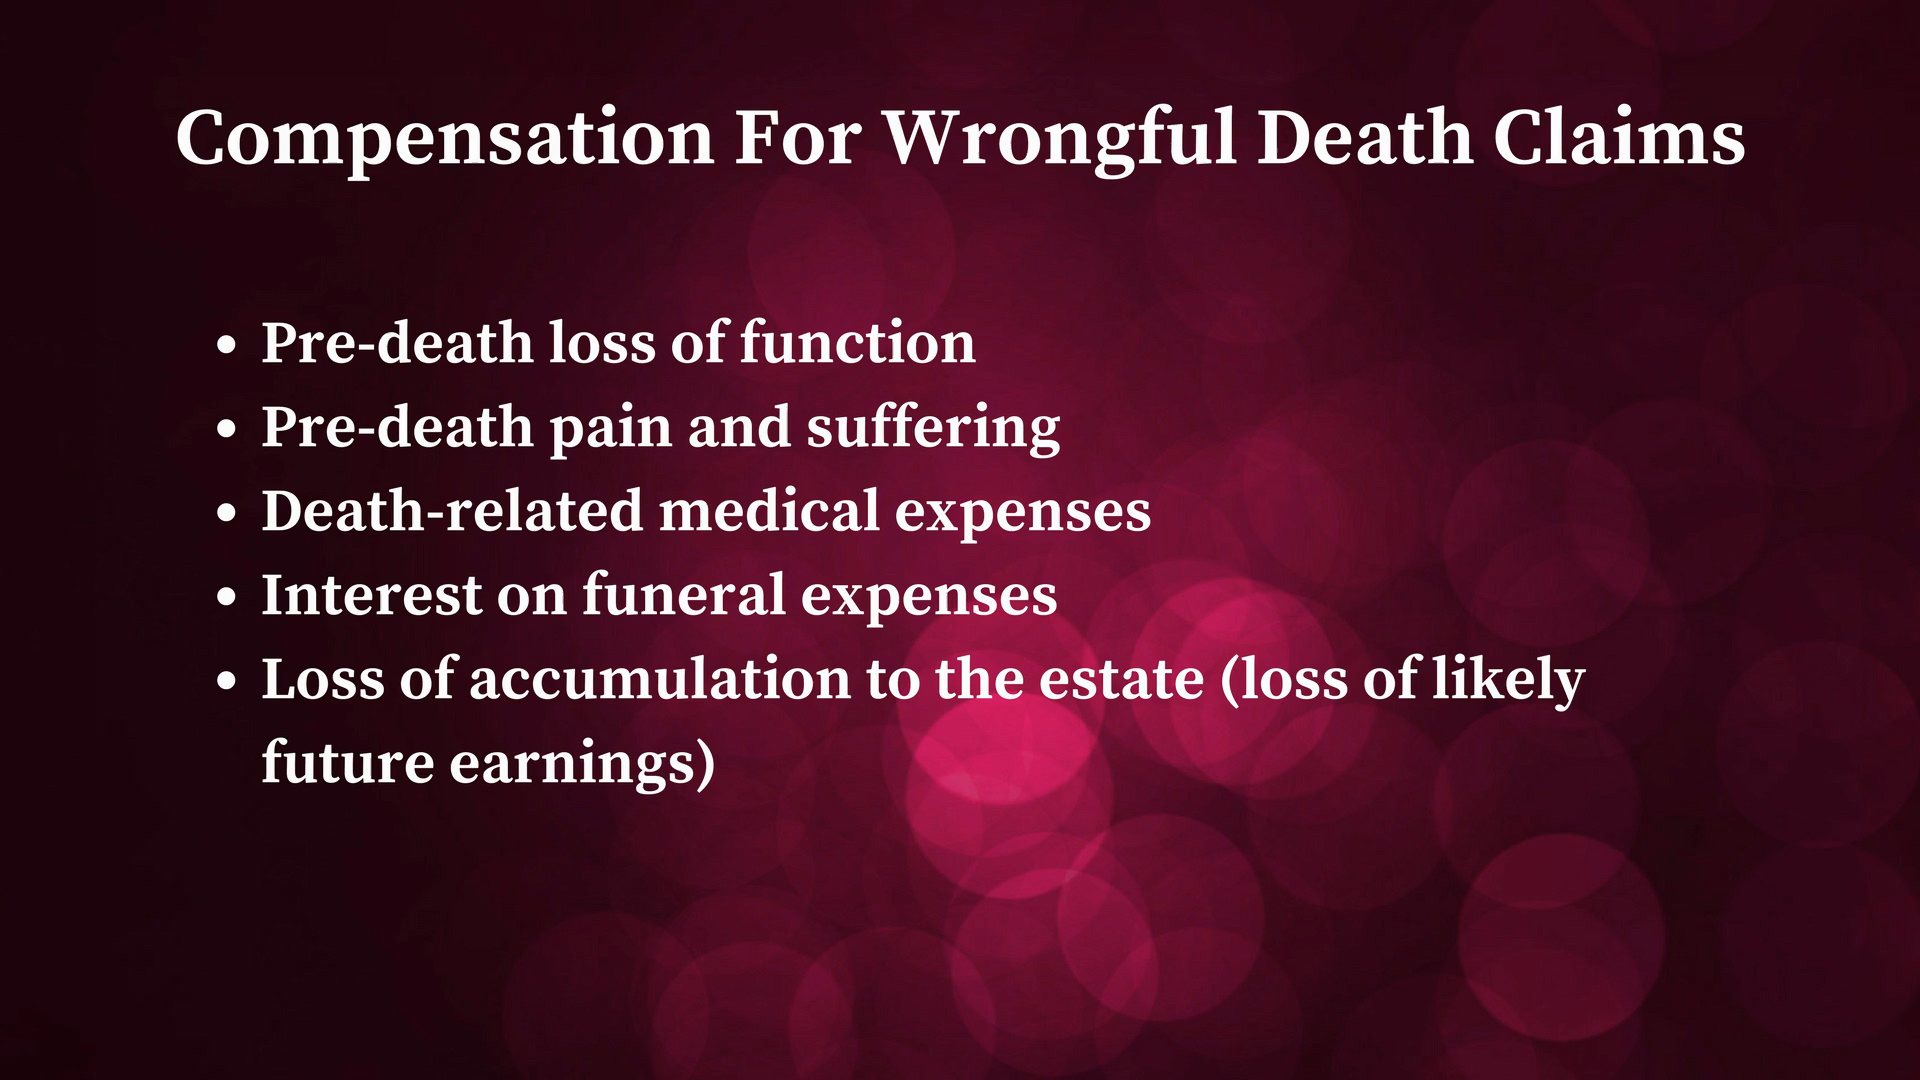 Compensation For Wrongful Death Claims
• Pre-death loss of function
• Pre-death pain and suffering
• Death-related medical expenses
• Interest on funeral expenses
• Loss of accumulation to the estate (loss of likely
future earnings)